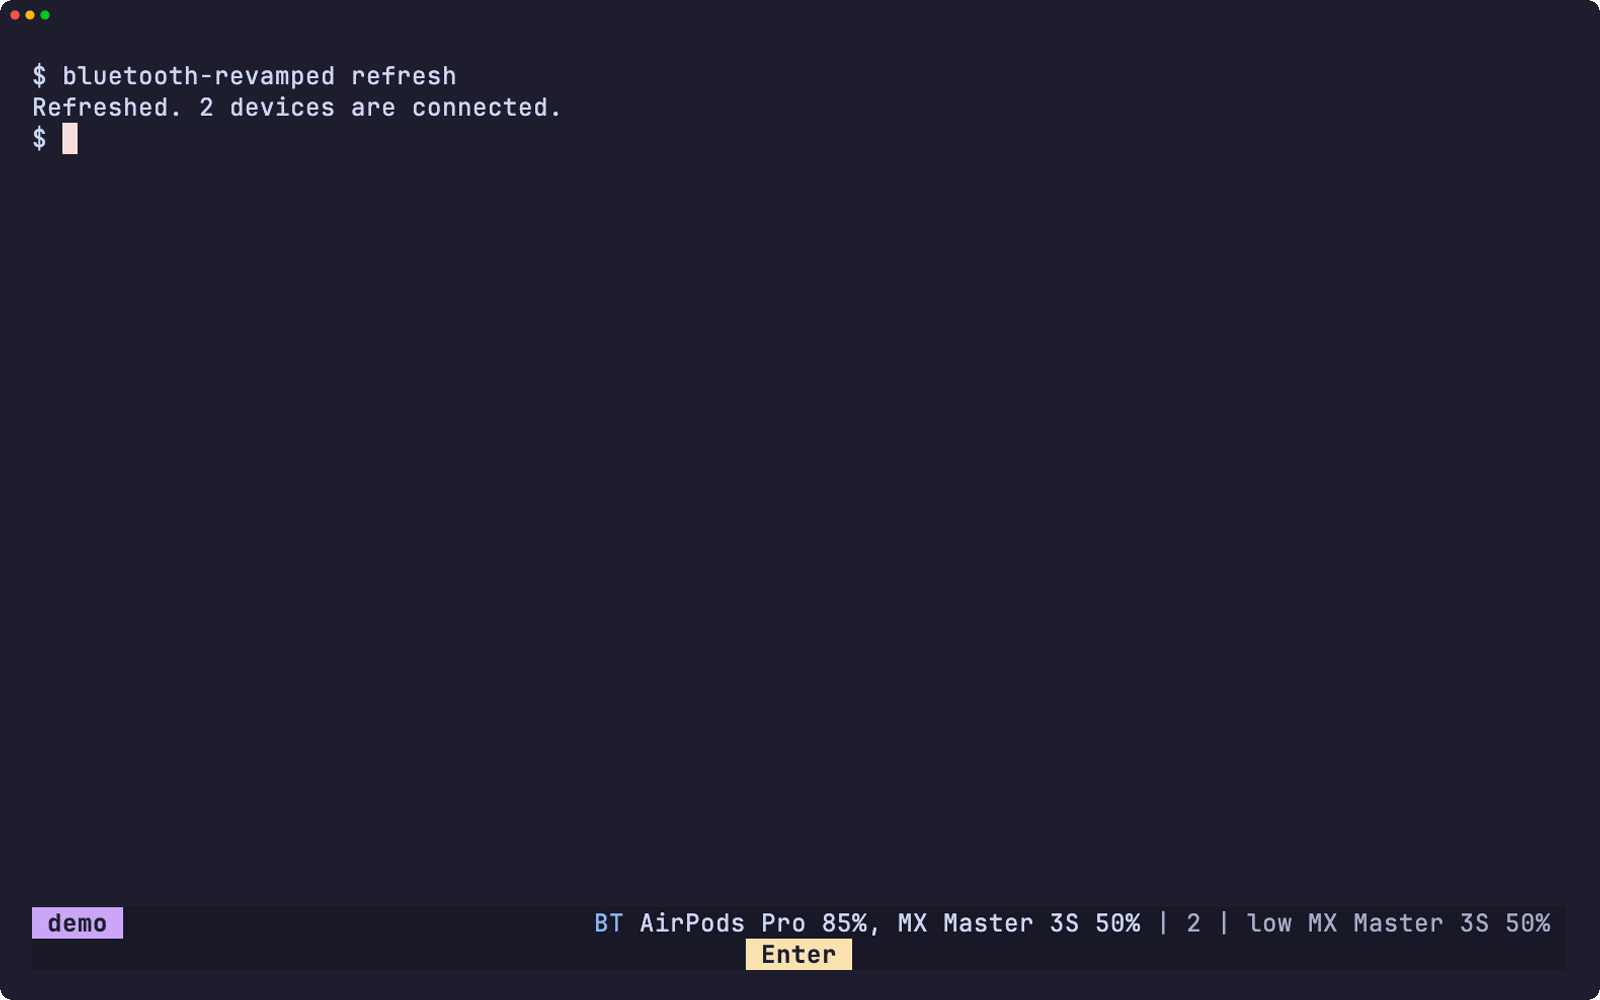 $ bluetooth-revamped refresh
Refreshed. 2 devices are connected.
$
demo BT AirPods Pro 85%, MX Master 3S 50% | 2 | low MX Master 3S 50%
Enter